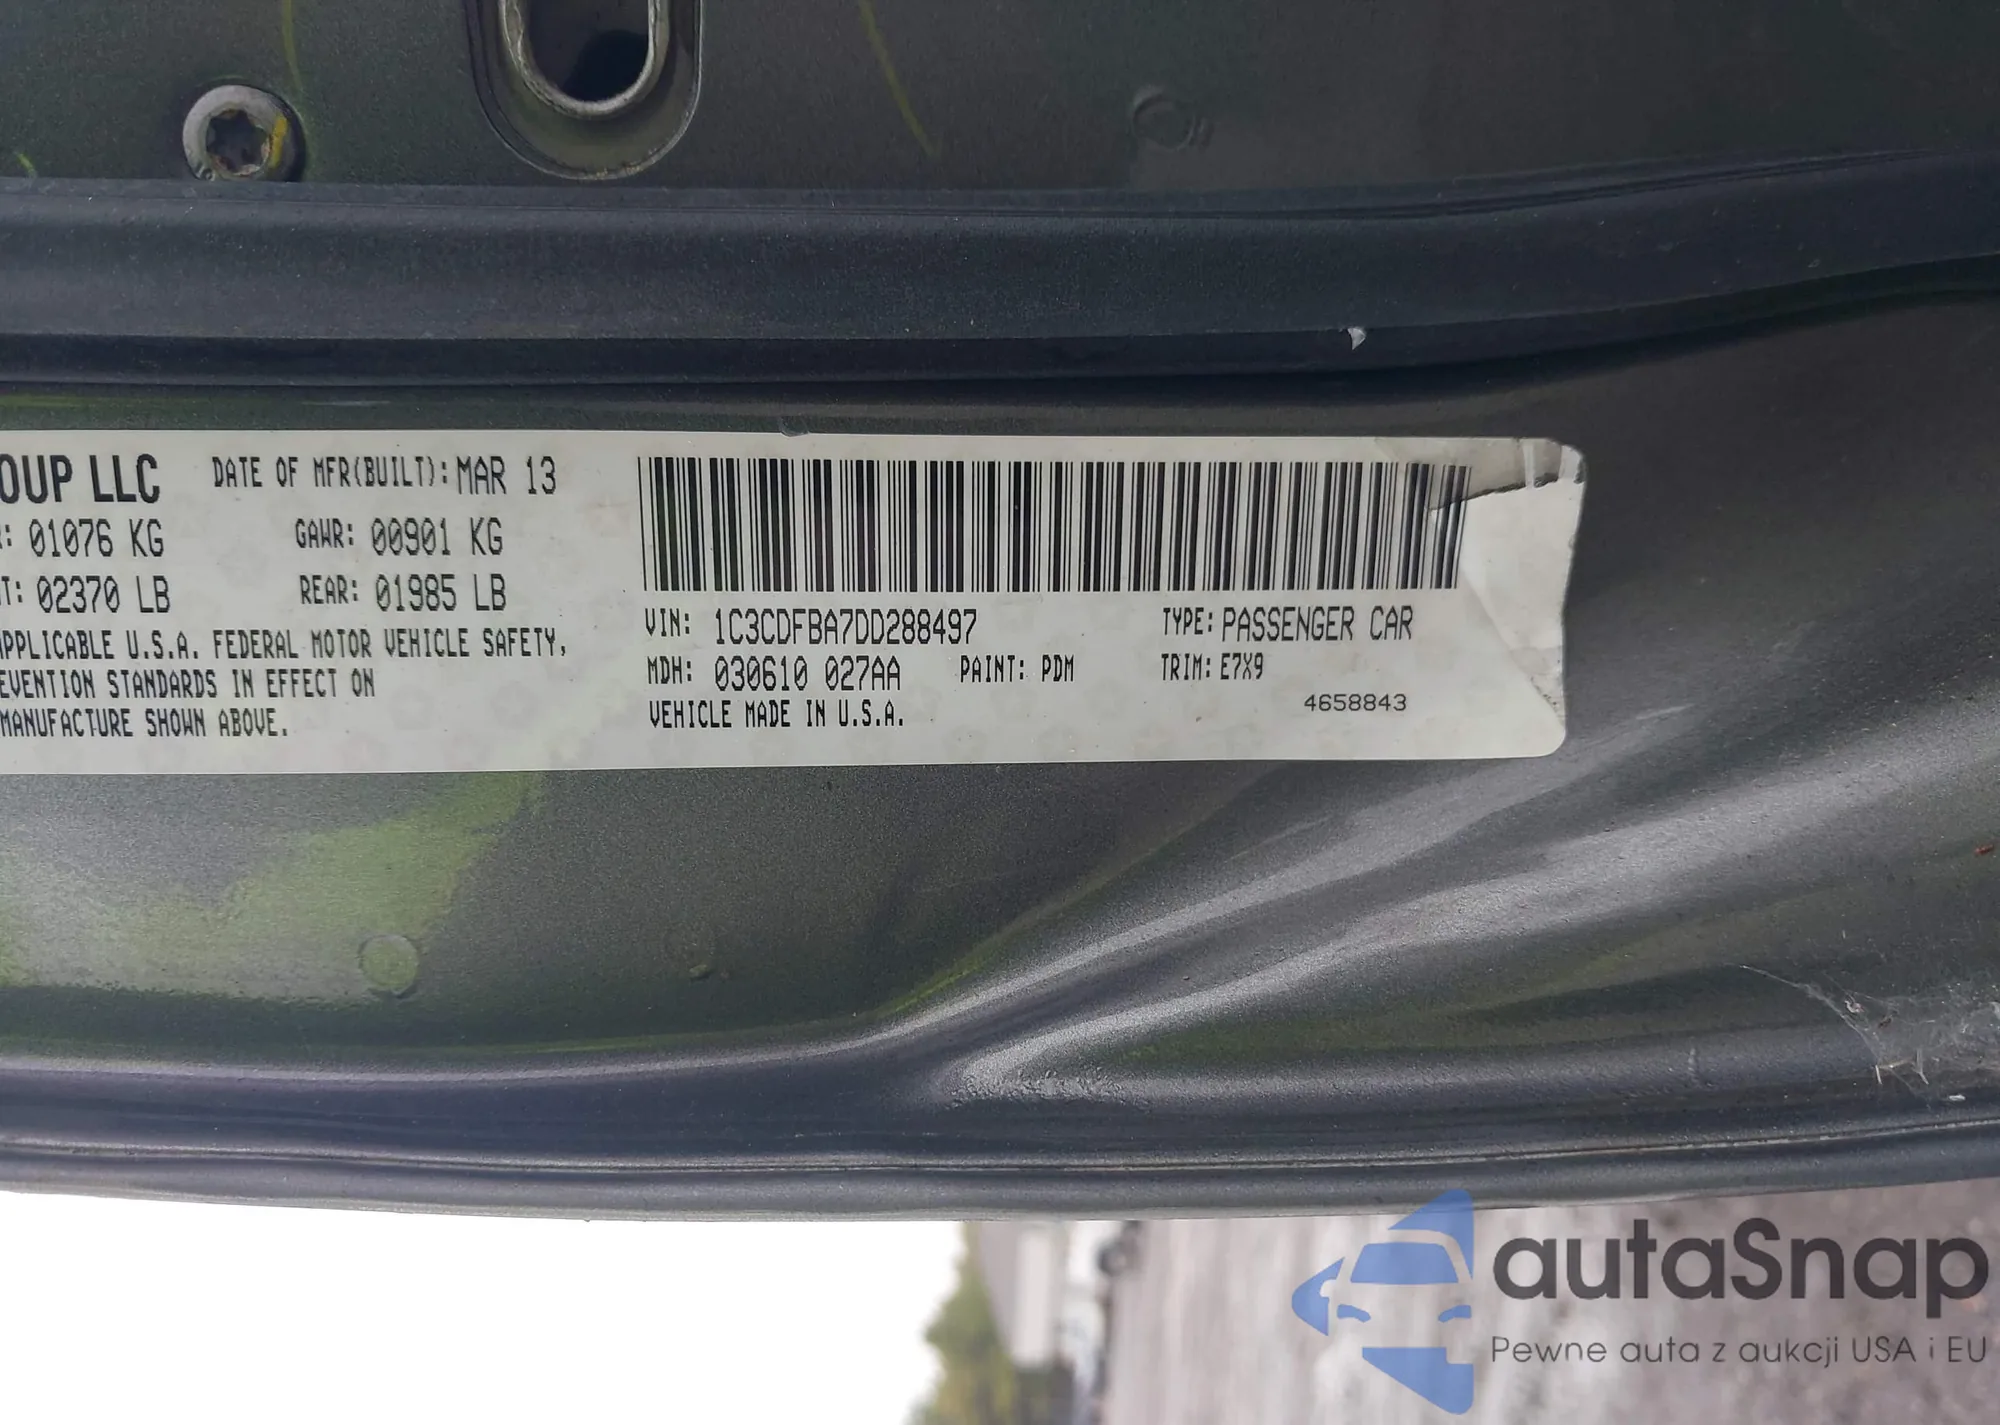 OUP LLC DATE OF MFR(BUILT): MAR 13
: 01076 KG GAWR: 00901 KG
T: 02370 LB REAR: 01985 LB
APPLICABLE U.S.A. FEDERAL MOTOR VEHICLE SAFETY,
EVENTION STANDARDS IN EFFECT ON
MANUFACTURE SHOWN ABOVE.
VIN: 1C3CDFBA7DD288497 TYPE: PASSENGER CAR
MDH: 030610 027AA PAINT: PDM TRIM: E7X9
VEHICLE MADE IN U.S.A. 4658843
autaSnap
Pewne auta z aukcji USA i EU